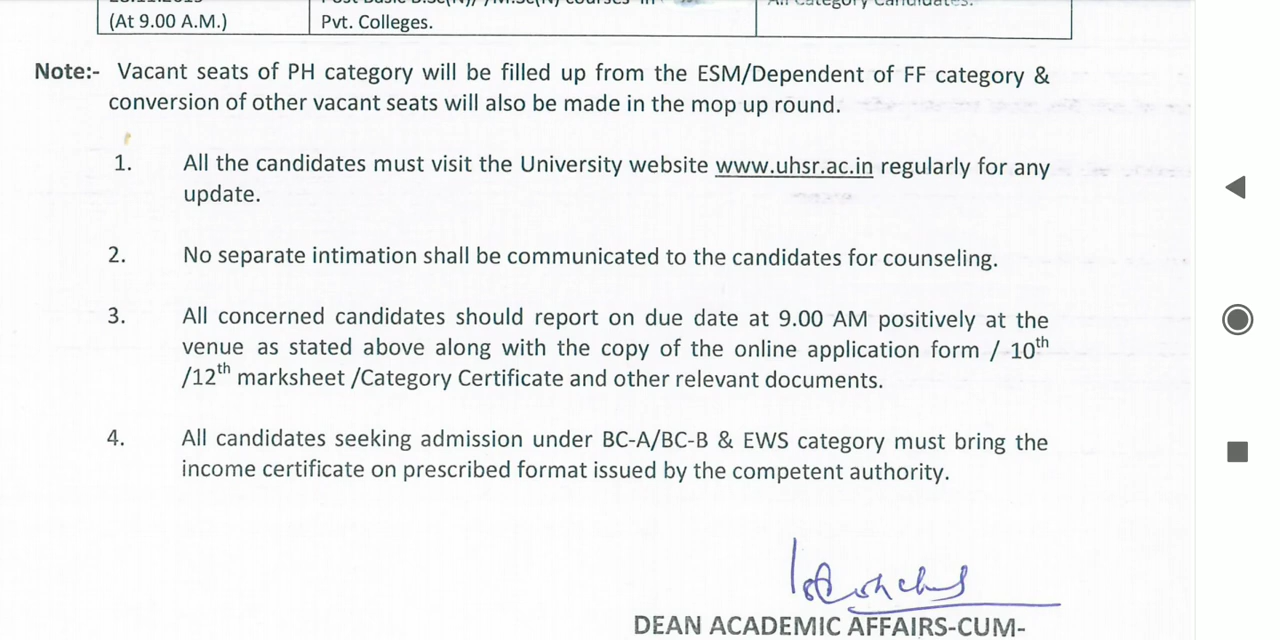 (At 9.00 A.M.)
Pvt. Colleges.
All Category Candidates.
Note:- Vacant seats of PH category will be filled up from the ESM/Dependent of FF category &
conversion of other vacant seats will also be made in the mop up round.
1. All the candidates must visit the University website www.uhsr.ac.in regularly for any
update.
2. No separate intimation shall be communicated to the candidates for counseling.
3. All concerned candidates should report on due date at 9.00 AM positively at the
venue as stated above along with the copy of the online application form / 10th
/12th marksheet /Category Certificate and other relevant documents.
4. All candidates seeking admission under BC-A/BC-B & EWS category must bring the
income certificate on prescribed format issued by the competent authority.
DEAN ACADEMIC AFFAIRS-CUM-